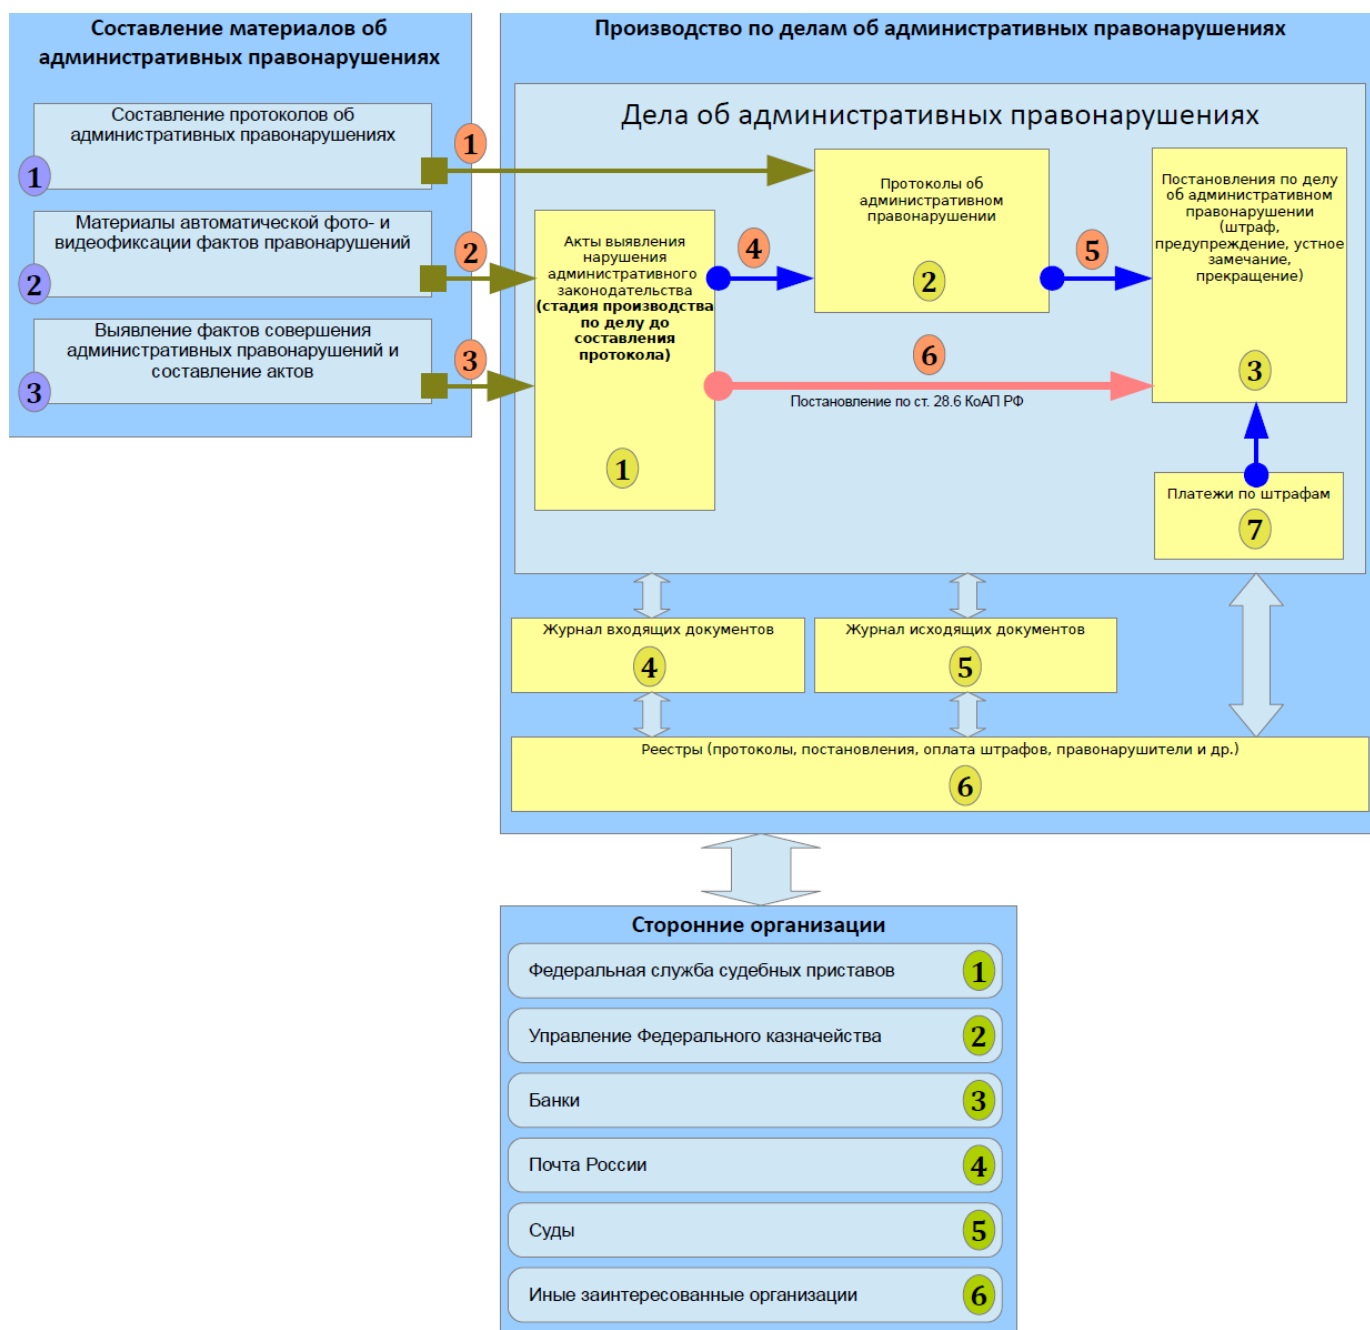 Составление материалов об
административных правонарушениях
Составление протоколов об
административных правонарушениях
1
1
Материалы автоматической фото- и
видеофиксации фактов правонарушений
2
2
Выявление фактов совершения
административных правонарушений и
составление актов
3
3
Производство по делам об административных правонарушениях
Дела об административных правонарушениях
Акты выявления
нарушения
административного
законодательства
(стадия производства
по делу до
составления
протокола)
1
4
Протоколы об
административном
правонарушении
2
5
6
Постановление по ст. 28.6 КоАП РФ
Постановления по делу
об административном
правонарушении
(штраф,
предупреждение, устное
замечание,
прекращение)
3
Платежи по штрафам
7
Журнал входящих документов
4
Журнал исходящих документов
5
Реестры (протоколы, постановления, оплата штрафов, правонарушители и др.)
6
Сторонние организации
Федеральная служба судебных приставов
1
Управление Федерального казначейства
2
Банки
3
Почта России
4
Суды
5
Иные заинтересованные организации
6